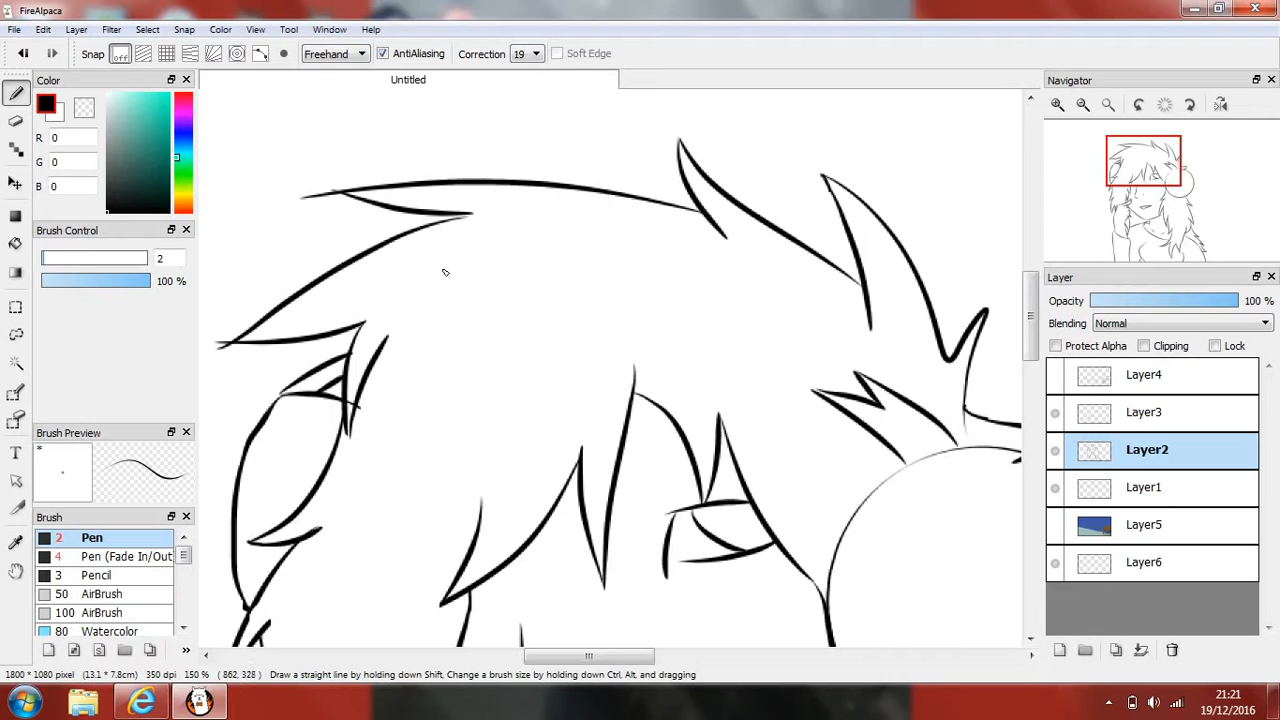 FireAlpaca
File Edit Layer Filter Select Snap Color View Tool Window Help
Snap off Freehand AntiAliasing Correction 19 Soft Edge
Color
Untitled
Navigator
R 0
G 0
B 0
Brush Control
2
100 %
Layer
Opacity 100 %
Blending Normal
Protect Alpha Clipping Lock
Layer4
Layer3
Layer2
Layer1
Layer5
Layer6
Brush Preview
*
Brush
2 Pen
4 Pen (Fade In/Out
3 Pencil
50 AirBrush
100 AirBrush
80 Watercolor
1800 * 1080 pixel (13.1 * 7.8cm) 350 dpi 150 % ( 862, 328 ) Draw a straight line by holding down Shift, Change a brush size by holding down Ctrl, Alt, and dragging
21:21
19/12/2016